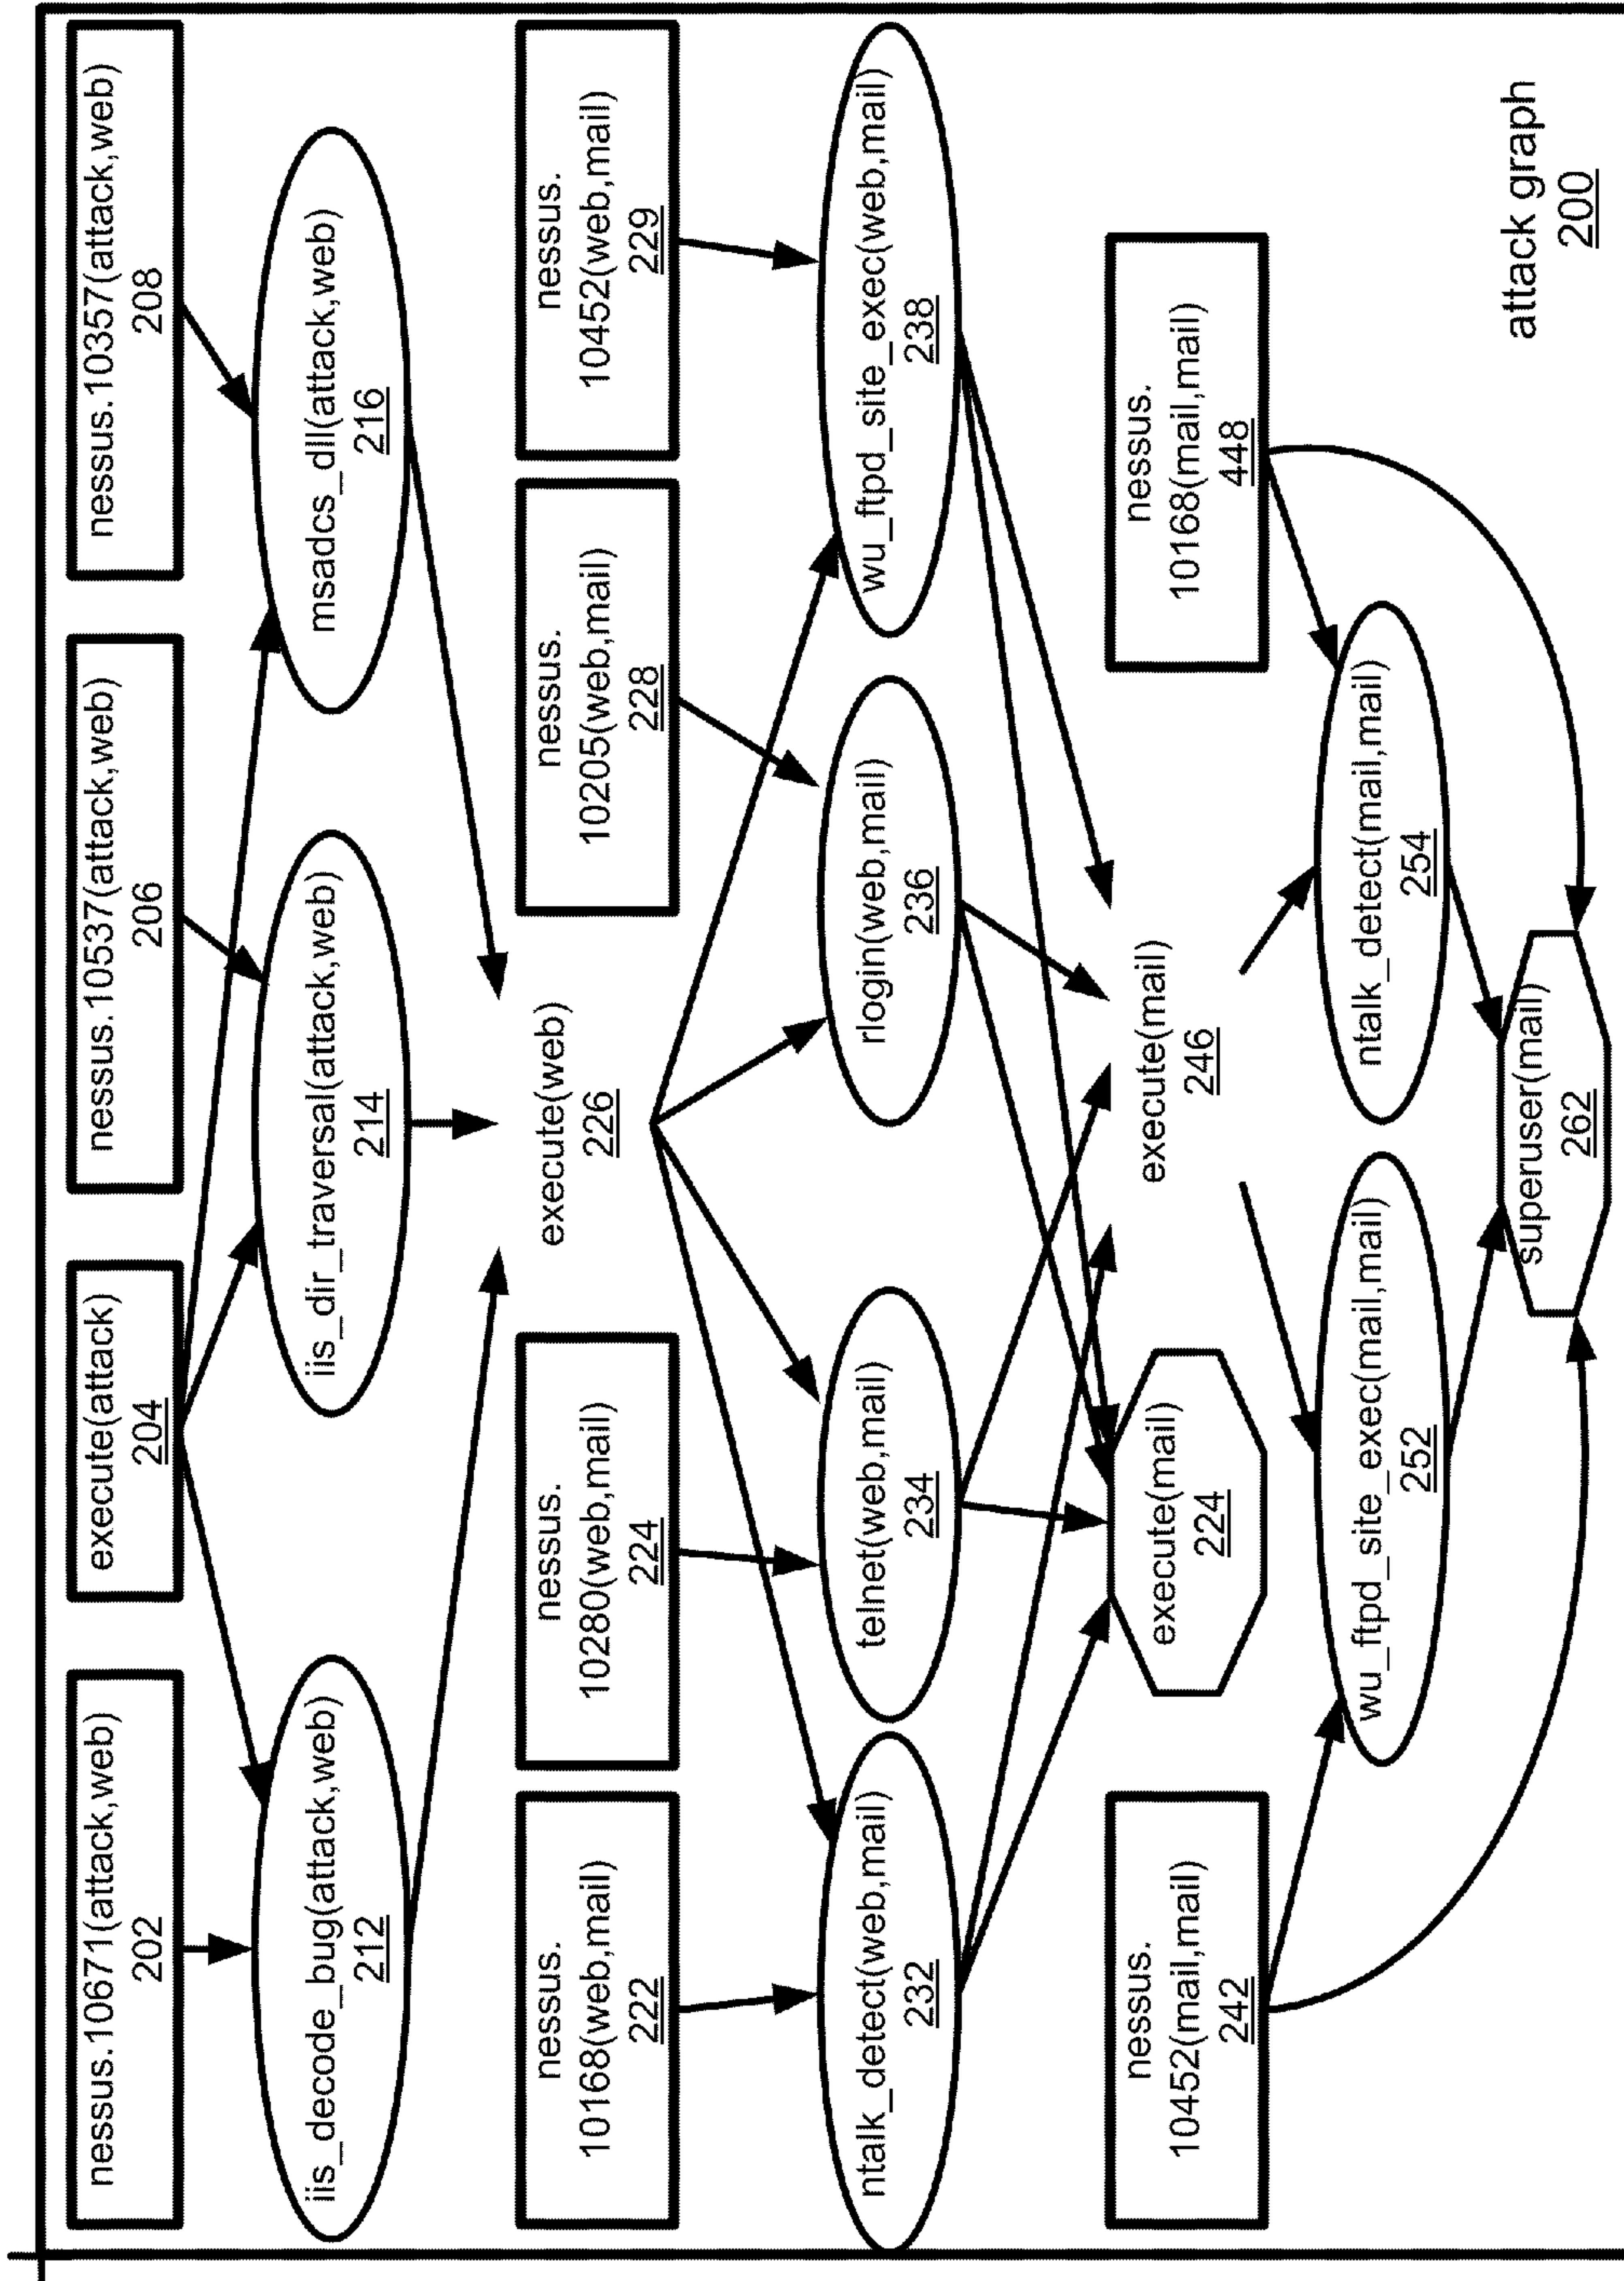 nessus.10671(attack,web)
202
execute(attack)
204
nessus.10537(attack,web)
206
nessus.10357(attack,web)
208
iis_decode_bug(attack,web)
212
iis_dir_traversal(attack,web)
214
msadcs_dll(attack,web)
216
execute(web)
226
nessus.
10168(web,mail)
222
nessus.
10280(web,mail)
224
nessus.
10205(web,mail)
228
nessus.
10452(web,mail)
229
ntalk_detect(web,mail)
232
telnet(web,mail)
234
rlogin(web,mail)
236
wu_ftpd_site_exec(web,mail)
238
nessus.
10452(mail,mail)
242
execute(mail)
224
execute(mail)
246
nessus.
10168(mail,mail)
448
wu_ftpd_site_exec(mail,mail)
252
ntalk_detect(mail,mail)
254
superuser(mail)
262
attack graph
200